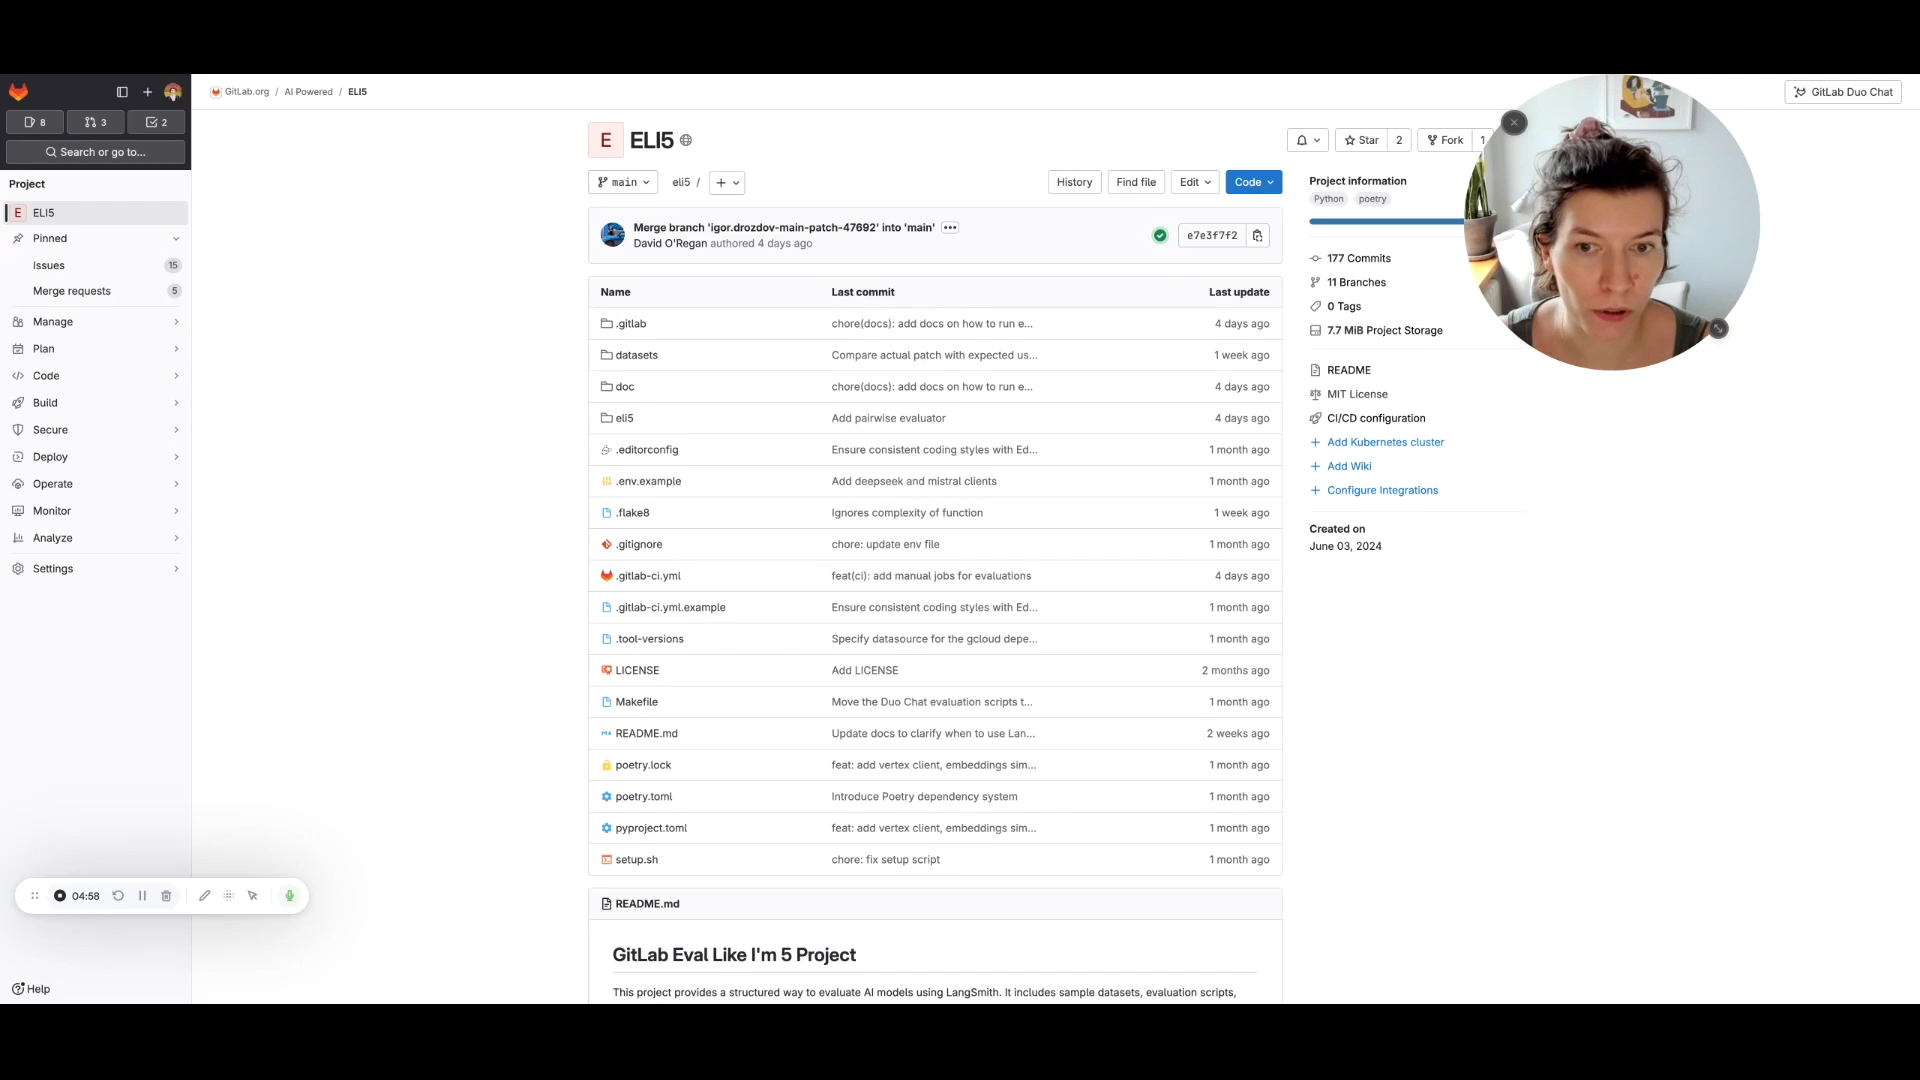 GitLab.org / AI Powered / ELI5
GitLab Duo Chat
8 3 2
Search or go to...
Project
E ELI5
Pinned
Issues 15
Merge requests 5
Manage
Plan
Code
Build
Secure
Deploy
Operate
Monitor
Analyze
Settings
04:58
Help
E ELI5
Star 2 Fork 1
main eli5 /
History Find file Edit Code
Merge branch 'igor.drozdov-main-patch-47692' into 'main'
David O'Regan authored 4 days ago
e7e3f7f2
Name Last commit Last update
.gitlab chore(docs): add docs on how to run e... 4 days ago
datasets Compare actual patch with expected us... 1 week ago
doc chore(docs): add docs on how to run e... 4 days ago
eli5 Add pairwise evaluator 4 days ago
.editorconfig Ensure consistent coding styles with Ed... 1 month ago
.env.example Add deepseek and mistral clients 1 month ago
.flake8 Ignores complexity of function 1 week ago
.gitignore chore: update env file 1 month ago
.gitlab-ci.yml feat(ci): add manual jobs for evaluations 4 days ago
.gitlab-ci.yml.example Ensure consistent coding styles with Ed... 1 month ago
.tool-versions Specify datasource for the gcloud depe... 1 month ago
LICENSE Add LICENSE 2 months ago
Makefile Move the Duo Chat evaluation scripts t... 1 month ago
README.md Update docs to clarify when to use Lan... 2 weeks ago
poetry.lock feat: add vertex client, embeddings sim... 1 month ago
poetry.toml Introduce Poetry dependency system 1 month ago
pyproject.toml feat: add vertex client, embeddings sim... 1 month ago
setup.sh chore: fix setup script 1 month ago
README.md
GitLab Eval Like I'm 5 Project
This project provides a structured way to evaluate AI models using LangSmith. It includes sample datasets, evaluation scripts,
Project information
Python poetry
177 Commits
11 Branches
0 Tags
7.7 MiB Project Storage
README
MIT License
CI/CD configuration
Add Kubernetes cluster
Add Wiki
Configure Integrations
Created on
June 03, 2024